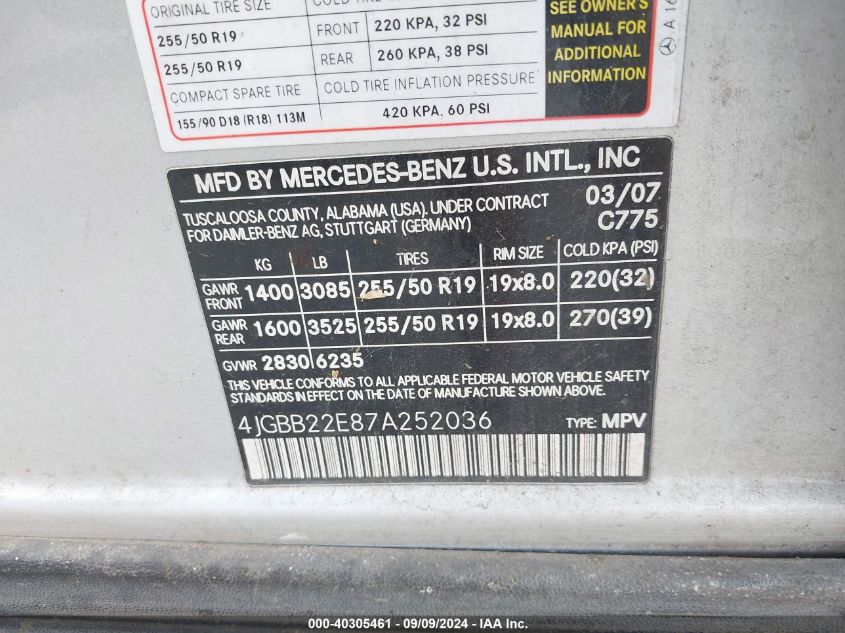 ORIGINAL TIRE SIZE
255/50 R19 FRONT 220 KPA, 32 PSI
255/50 R19 REAR 260 KPA, 38 PSI
COMPACT SPARE TIRE COLD TIRE INFLATION PRESSURE
155/90 D18 (R18) 113M 420 KPA. 60 PSI
SEE OWNER'S
MANUAL FOR
ADDITIONAL
INFORMATION
A 16
MFD BY MERCEDES-BENZ U.S. INTL., INC
TUSCALOOSA COUNTY, ALABAMA (USA). UNDER CONTRACT 03/07
FOR DAIMLER-BENZ AG, STUTTGART (GERMANY) C775
KG LB TIRES RIM SIZE COLD KPA (PSI)
GAWR FRONT 1400 3085 255/50 R19 19x8.0 220(32)
GAWR REAR 1600 3525 255/50 R19 19x8.0 270(39)
GVWR 2830 6235
THIS VEHICLE CONFORMS TO ALL APPLICABLE FEDERAL MOTOR VEHICLE SAFETY
STANDARDS IN EFFECT ON THE DATE OF MANUFACTURE SHOWN ABOVE.
4JGBB22E87A252036 TYPE: MPV
000-40305461 - 09/09/2024 - IAA Inc.